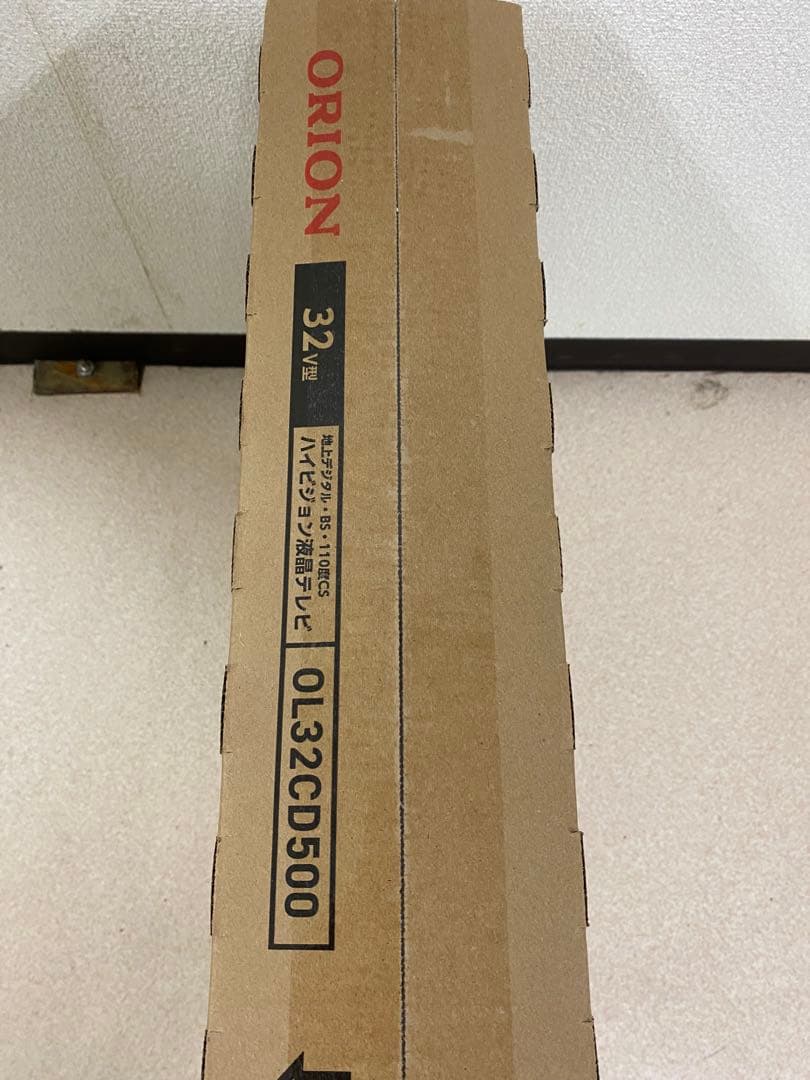 ORION
32V型
地上デジタル・BS・110度CS
ハイビジョン液晶テレビ
OL32CD500